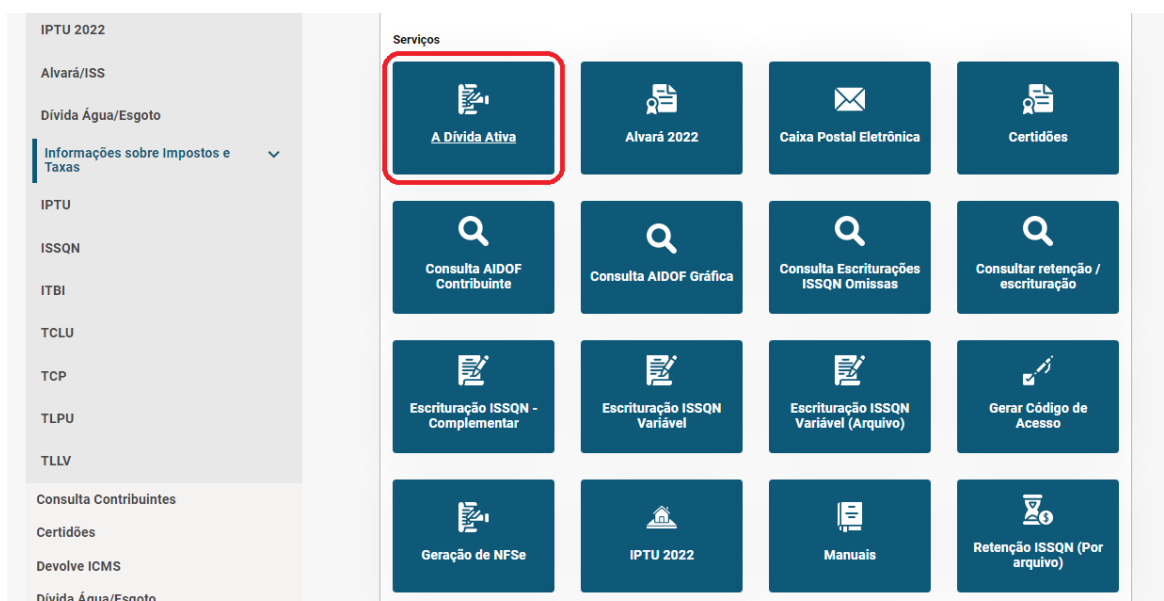 IPTU 2022
Alvará/ISS
Dívida Água/Esgoto
Informações sobre Impostos e
Taxas
IPTU
ISSQN
ITBI
TCLU
TCP
TLPU
TLLV
Consulta Contribuintes
Certidões
Devolve ICMS
Dívida Água/Esgoto
Serviços
A Dívida Ativa
Alvará 2022
Caixa Postal Eletrônica
Certidões
Consulta AIDOF
Contribuinte
Consulta AIDOF Gráfica
Consulta Escriturações
ISSQN Omissas
Consultar retenção /
escrituração
Escrituração ISSQN -
Complementar
Escrituração ISSQN
Variável
Escrituração ISSQN
Variável (Arquivo)
Gerar Código de
Acesso
Geração de NFSe
IPTU 2022
Manuais
Retenção ISSQN (Por
arquivo)